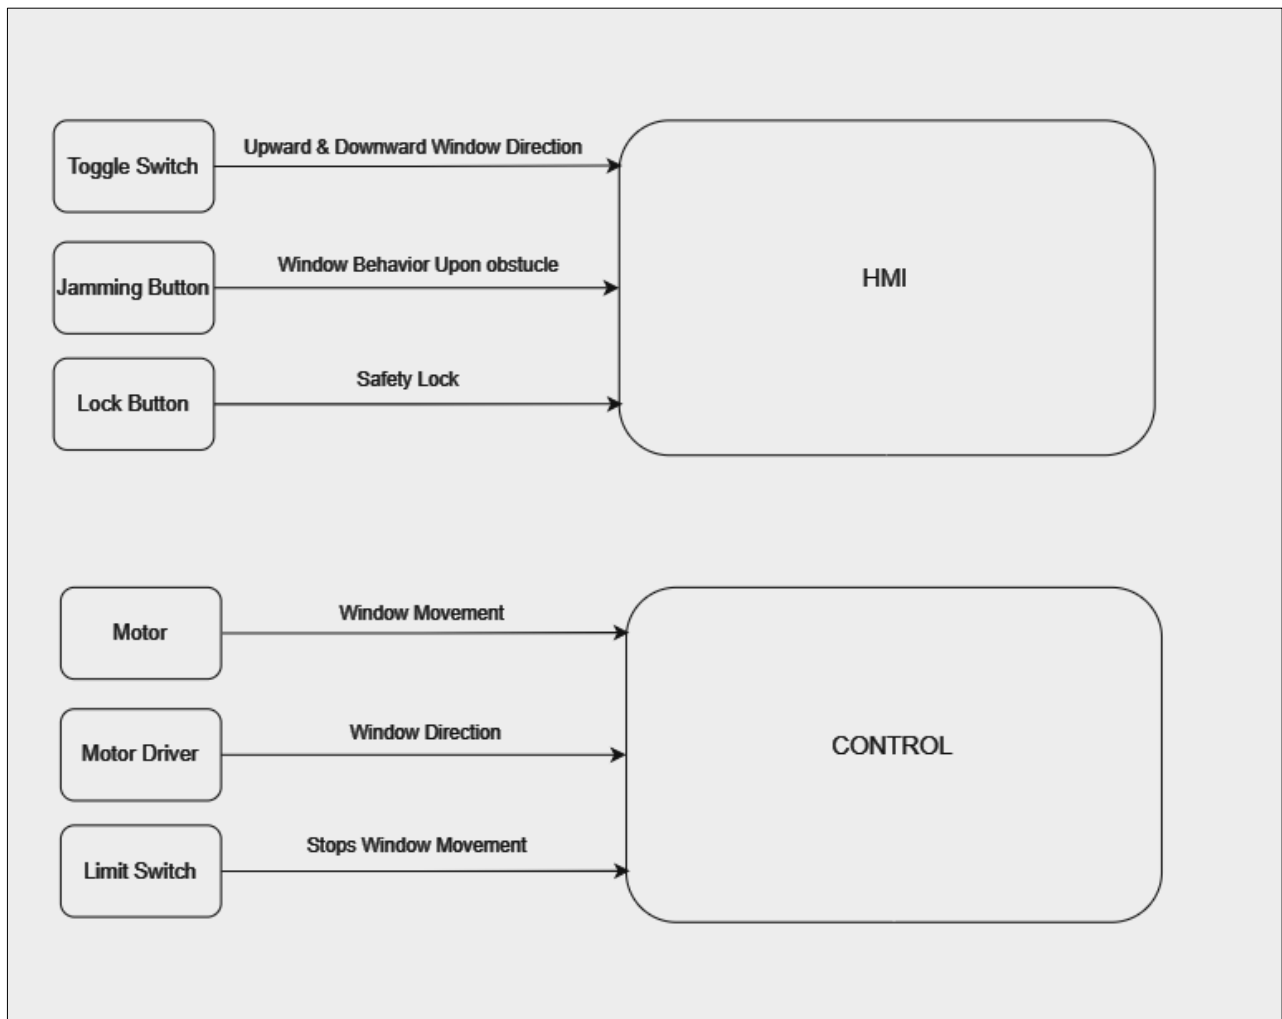 Upward & Downward Window Direction
Toggle Switch
Window Behavior Upon obstucle
Jamming Button
HMI
Safety Lock
Lock Button
Window Movement
Motor
Window Direction
Motor Driver
CONTROL
Stops Window Movement
Limit Switch